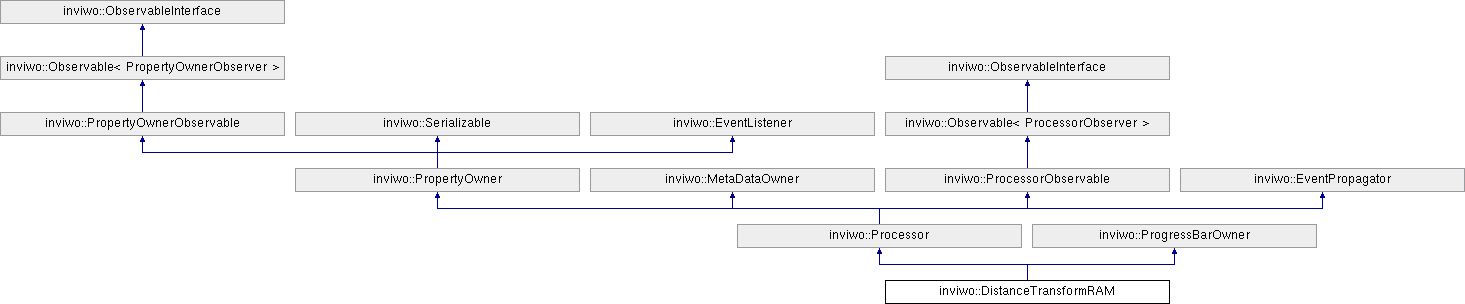 inviwo::ObservableInterface
inviwo::Observable< PropertyOwnerObserver >
inviwo::ObservableInterface
inviwo::PropertyOwnerObservable
inviwo::Serializable
inviwo::EventListener
inviwo::Observable< ProcessorObserver >
inviwo::PropertyOwner
inviwo::MetaDataOwner
inviwo::ProcessorObservable
inviwo::EventPropagator
inviwo::Processor
inviwo::ProgressBarOwner
inviwo::DistanceTransformRAM